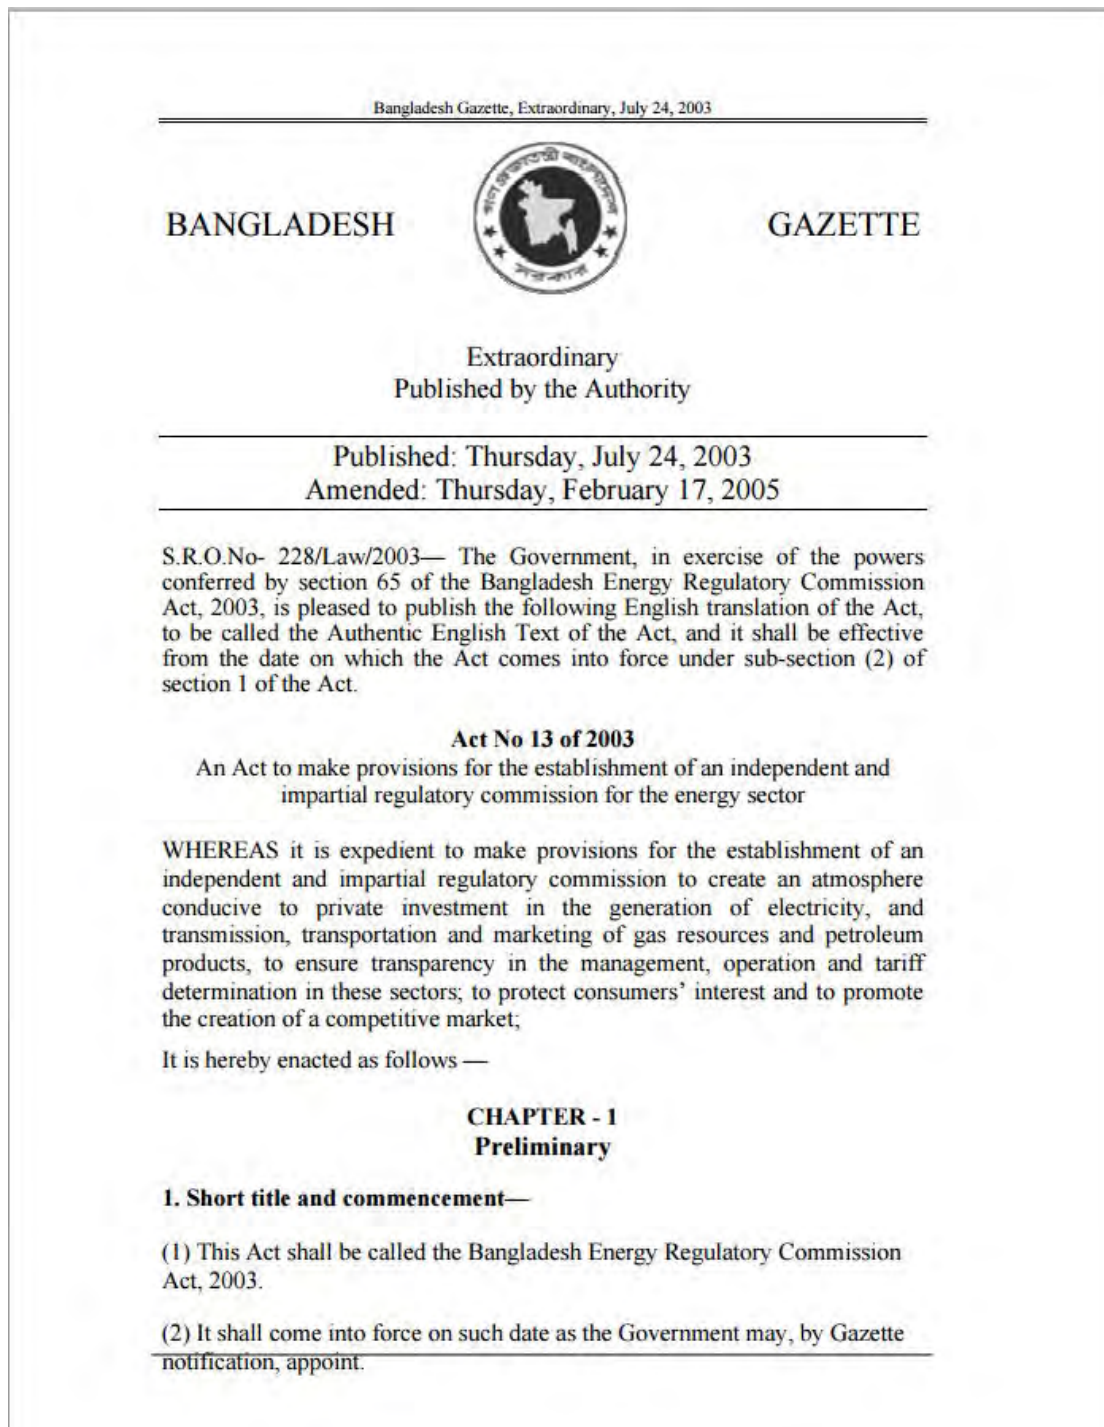 Bangladesh Gazette, Extraordinary, July 24, 2003
BANGLADESH GAZETTE
গণপ্রজাতন্ত্রী বাংলাদেশ
সরকার
Extraordinary
Published by the Authority
Published: Thursday, July 24, 2003
Amended: Thursday, February 17, 2005
S.R.O.No- 228/Law/2003— The Government, in exercise of the powers
conferred by section 65 of the Bangladesh Energy Regulatory Commission
Act, 2003, is pleased to publish the following English translation of the Act,
to be called the Authentic English Text of the Act, and it shall be effective
from the date on which the Act comes into force under sub-section (2) of
section 1 of the Act.
Act No 13 of 2003
An Act to make provisions for the establishment of an independent and
impartial regulatory commission for the energy sector
WHEREAS it is expedient to make provisions for the establishment of an
independent and impartial regulatory commission to create an atmosphere
conducive to private investment in the generation of electricity, and
transmission, transportation and marketing of gas resources and petroleum
products, to ensure transparency in the management, operation and tariff
determination in these sectors; to protect consumers’ interest and to promote
the creation of a competitive market;
It is hereby enacted as follows —
CHAPTER - 1
Preliminary
1. Short title and commencement—
(1) This Act shall be called the Bangladesh Energy Regulatory Commission
Act, 2003.
(2) It shall come into force on such date as the Government may, by Gazette
notification, appoint.